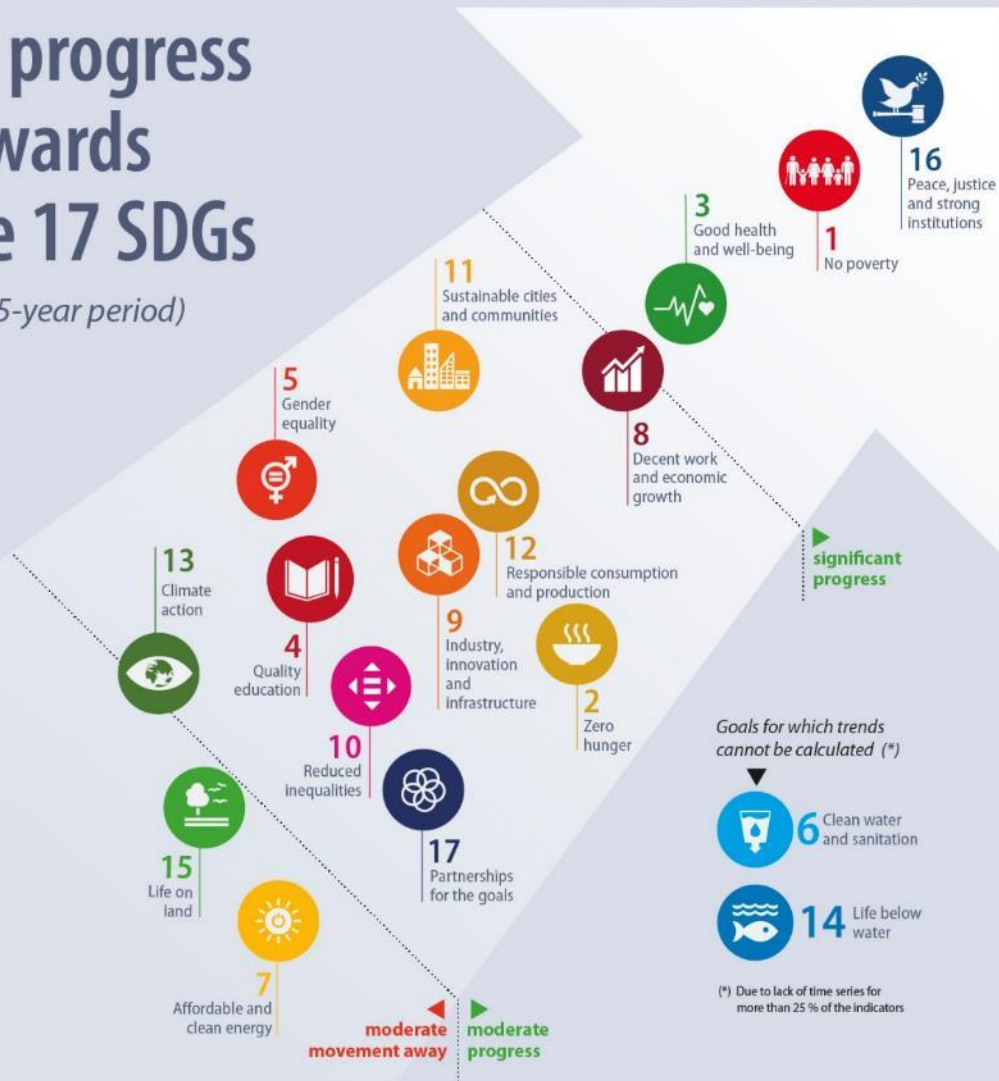 progress
wards
e 17 SDGs
5-year period)
16
Peace, justice
and strong
institutions
3
Good health
and well-being
1
No poverty
11
Sustainable cities
and communities
5
Gender
equality
8
Decent work
and economic
growth
12
Responsible consumption
and production
significant
progress
13
Climate
action
4
Quality
education
9
Industry,
innovation
and
infrastructure
2
Zero
hunger
10
Reduced
inequalities
Goals for which trends
cannot be calculated (*)
6 Clean water
and sanitation
15
Life on
land
17
Partnerships
for the goals
14 Life below
water
7
Affordable and
clean energy
(*) Due to lack of time series for
more than 25 % of the indicators
moderate
movement away
moderate
progress